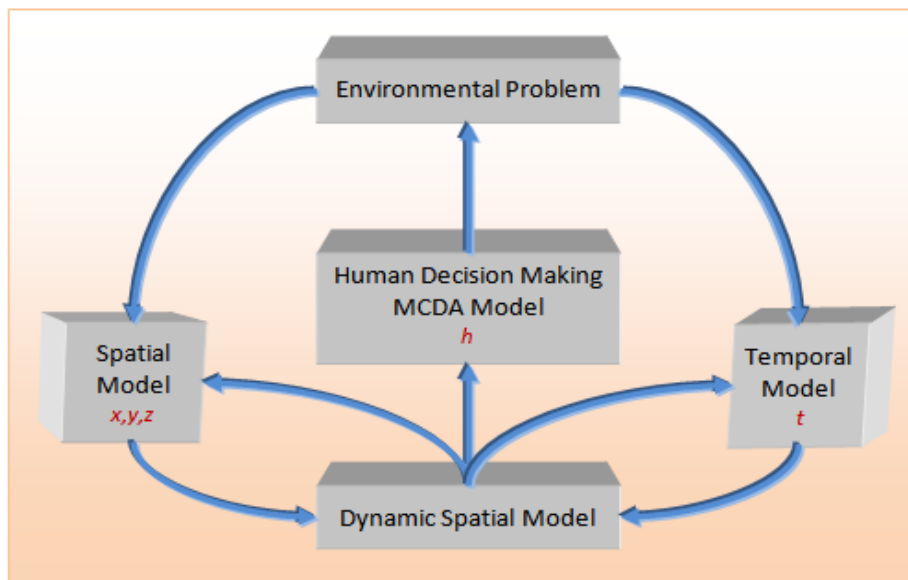 Environmental Problem
Human Decision Making
MCDA Model
h
Spatial
Model
x,y,z
Temporal
Model
t
Dynamic Spatial Model